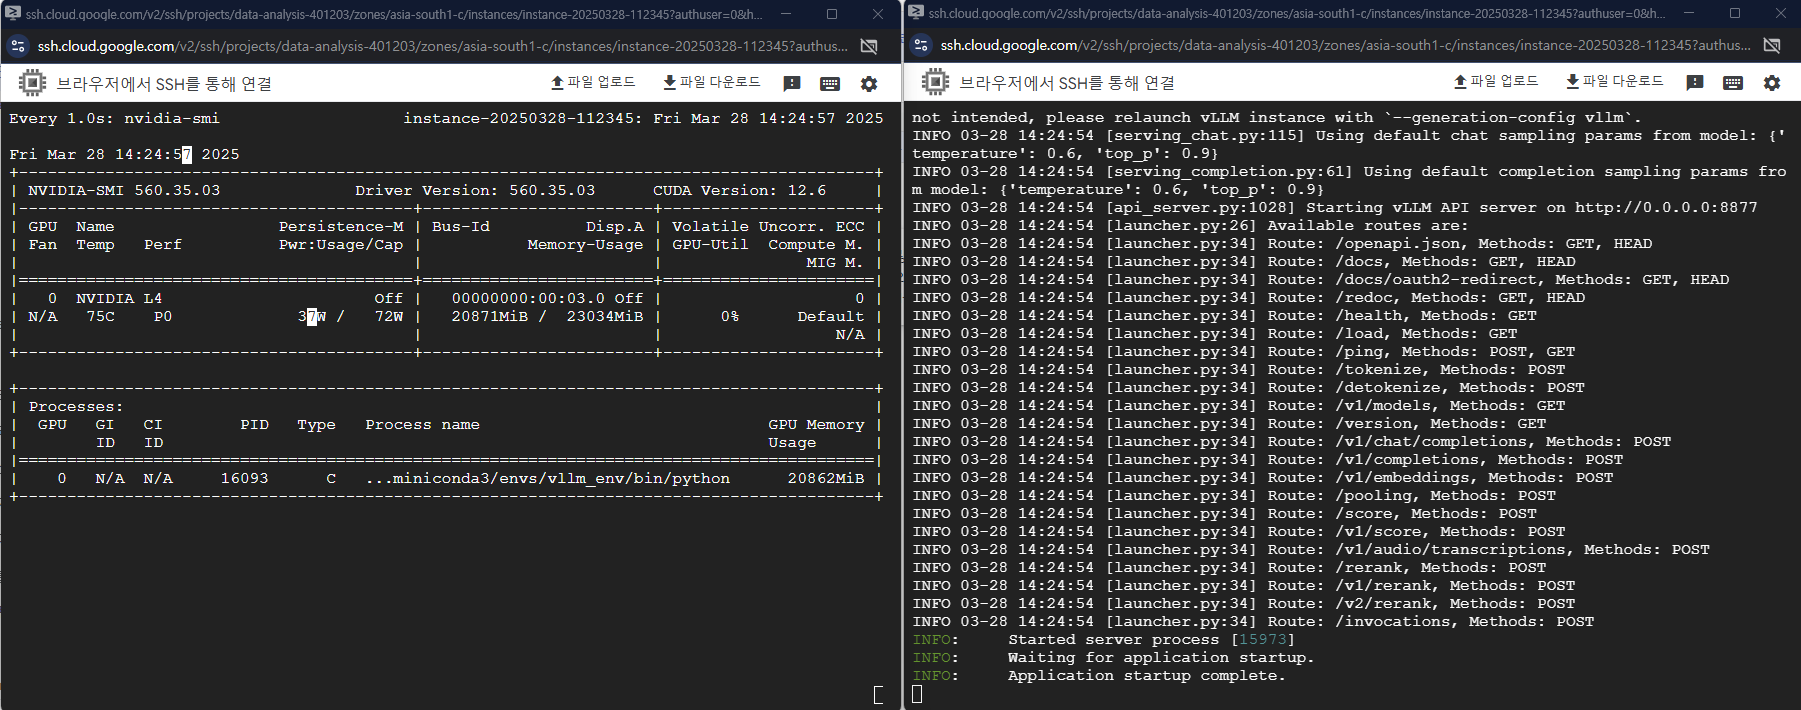 ssh.cloud.google.com/v2/ssh/projects/data-analysis-401203/zones/asia-south1-c/instances/instance-20250328-112345?authuser=0&h...
ssh.cloud.google.com/v2/ssh/projects/data-analysis-401203/zones/asia-south1-c/instances/instance-20250328-112345?authus...
브라우저에서 SSH를 통해 연결
파일 업로드
파일 다운로드
Every 1.0s: nvidia-smi instance-20250328-112345: Fri Mar 28 14:24:57 2025
Fri Mar 28 14:24:57 2025
+-----------------------------------------------------------------------------------------+
| NVIDIA-SMI 560.35.03              Driver Version: 560.35.03      CUDA Version: 12.6     |
|-----------------------------------------+------------------------+----------------------+
| GPU  Name                 Persistence-M | Bus-Id          Disp.A | Volatile Uncorr. ECC |
| Fan  Temp   Perf          Pwr:Usage/Cap |           Memory-Usage | GPU-Util  Compute M. |
|                                         |                        |               MIG M. |
|=========================================+========================+======================|
|   0  NVIDIA L4                      Off |   00000000:00:03.0 Off |                    0 |
| N/A   75C    P0             37W /   72W |   20871MiB /  23034MiB |      0%      Default |
|                                         |                        |                  N/A |
+-----------------------------------------+------------------------+----------------------+
+-----------------------------------------------------------------------------------------+
| Processes:                                                                              |
|  GPU   GI   CI        PID   Type   Process name                              GPU Memory |
|        ID   ID                                                               Usage      |
|=========================================================================================|
|    0   N/A  N/A     16093      C   ...miniconda3/envs/vllm_env/bin/python      20862MiB |
+-----------------------------------------------------------------------------------------+
ssh.cloud.google.com/v2/ssh/projects/data-analysis-401203/zones/asia-south1-c/instances/instance-20250328-112345?authuser=0&h...
ssh.cloud.google.com/v2/ssh/projects/data-analysis-401203/zones/asia-south1-c/instances/instance-20250328-112345?authus...
브라우저에서 SSH를 통해 연결
파일 업로드
파일 다운로드
not intended, please relaunch vLLM instance with `--generation-config vllm`.
INFO 03-28 14:24:54 [serving_chat.py:115] Using default chat sampling params from model: {'
temperature': 0.6, 'top_p': 0.9}
INFO 03-28 14:24:54 [serving_completion.py:61] Using default completion sampling params fro
m model: {'temperature': 0.6, 'top_p': 0.9}
INFO 03-28 14:24:54 [api_server.py:1028] Starting vLLM API server on http://0.0.0.0:8877
INFO 03-28 14:24:54 [launcher.py:26] Available routes are:
INFO 03-28 14:24:54 [launcher.py:34] Route: /openapi.json, Methods: GET, HEAD
INFO 03-28 14:24:54 [launcher.py:34] Route: /docs, Methods: GET, HEAD
INFO 03-28 14:24:54 [launcher.py:34] Route: /docs/oauth2-redirect, Methods: GET, HEAD
INFO 03-28 14:24:54 [launcher.py:34] Route: /redoc, Methods: GET, HEAD
INFO 03-28 14:24:54 [launcher.py:34] Route: /health, Methods: GET
INFO 03-28 14:24:54 [launcher.py:34] Route: /load, Methods: GET
INFO 03-28 14:24:54 [launcher.py:34] Route: /ping, Methods: POST, GET
INFO 03-28 14:24:54 [launcher.py:34] Route: /tokenize, Methods: POST
INFO 03-28 14:24:54 [launcher.py:34] Route: /detokenize, Methods: POST
INFO 03-28 14:24:54 [launcher.py:34] Route: /v1/models, Methods: GET
INFO 03-28 14:24:54 [launcher.py:34] Route: /version, Methods: GET
INFO 03-28 14:24:54 [launcher.py:34] Route: /v1/chat/completions, Methods: POST
INFO 03-28 14:24:54 [launcher.py:34] Route: /v1/completions, Methods: POST
INFO 03-28 14:24:54 [launcher.py:34] Route: /v1/embeddings, Methods: POST
INFO 03-28 14:24:54 [launcher.py:34] Route: /pooling, Methods: POST
INFO 03-28 14:24:54 [launcher.py:34] Route: /score, Methods: POST
INFO 03-28 14:24:54 [launcher.py:34] Route: /v1/score, Methods: POST
INFO 03-28 14:24:54 [launcher.py:34] Route: /v1/audio/transcriptions, Methods: POST
INFO 03-28 14:24:54 [launcher.py:34] Route: /rerank, Methods: POST
INFO 03-28 14:24:54 [launcher.py:34] Route: /v1/rerank, Methods: POST
INFO 03-28 14:24:54 [launcher.py:34] Route: /v2/rerank, Methods: POST
INFO 03-28 14:24:54 [launcher.py:34] Route: /invocations, Methods: POST
INFO:     Started server process [15973]
INFO:     Waiting for application startup.
INFO:     Application startup complete.